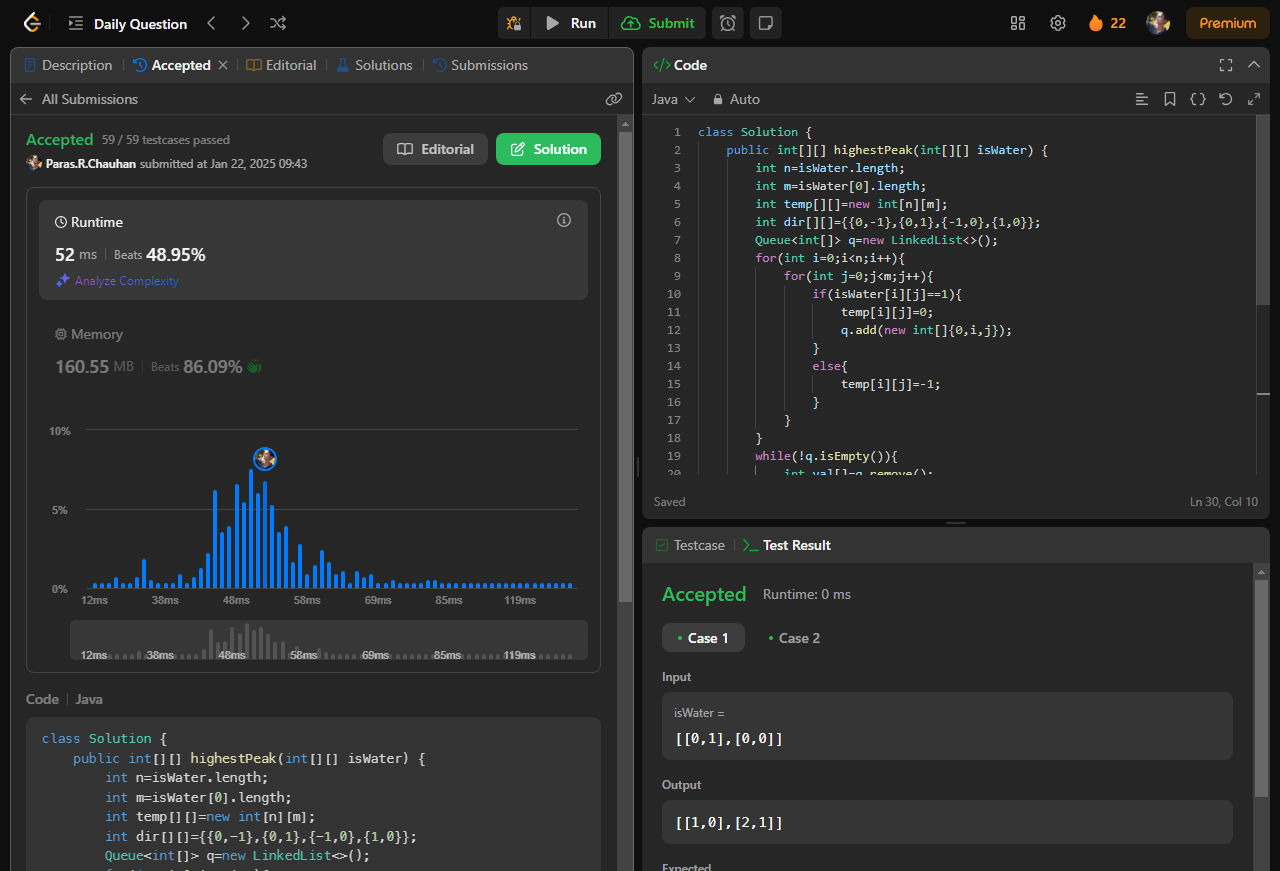 Daily Question
Run
Submit
22
Premium
Description
Accepted
Editorial
Solutions
Submissions
All Submissions
Accepted 59 / 59 testcases passed
Paras.R.Chauhan submitted at Jan 22, 2025 09:43
Editorial
Solution
Runtime
52 ms Beats 48.95%
Analyze Complexity
Memory
160.55 MB Beats 86.09%
10%
5%
0%
12ms 38ms 48ms 58ms 69ms 85ms 119ms
12ms 38ms 48ms 58ms 69ms 85ms 119ms
Code Java
class Solution {
    public int[][] highestPeak(int[][] isWater) {
        int n=isWater.length;
        int m=isWater[0].length;
        int temp[][]=new int[n][m];
        int dir[][]={{0,-1},{0,1},{-1,0},{1,0}};
        Queue<int[]> q=new LinkedList<>();
</> Code
Java
Auto
1 class Solution {
2     public int[][] highestPeak(int[][] isWater) {
3         int n=isWater.length;
4         int m=isWater[0].length;
5         int temp[][]=new int[n][m];
6         int dir[][]={{0,-1},{0,1},{-1,0},{1,0}};
7         Queue<int[]> q=new LinkedList<>();
8         for(int i=0;i<n;i++){
9             for(int j=0;j<m;j++){
10                 if(isWater[i][j]==1){
11                     temp[i][j]=0;
12                     q.add(new int[]{0,i,j});
13                 }
14                 else{
15                     temp[i][j]=-1;
16                 }
17             }
18         }
19         while(!q.isEmpty()){
20             int val[]=q.remove();
Saved
Ln 30, Col 10
Testcase
>_ Test Result
Accepted Runtime: 0 ms
• Case 1
• Case 2
Input
isWater =
[[0,1],[0,0]]
Output
[[1,0],[2,1]]
Expected